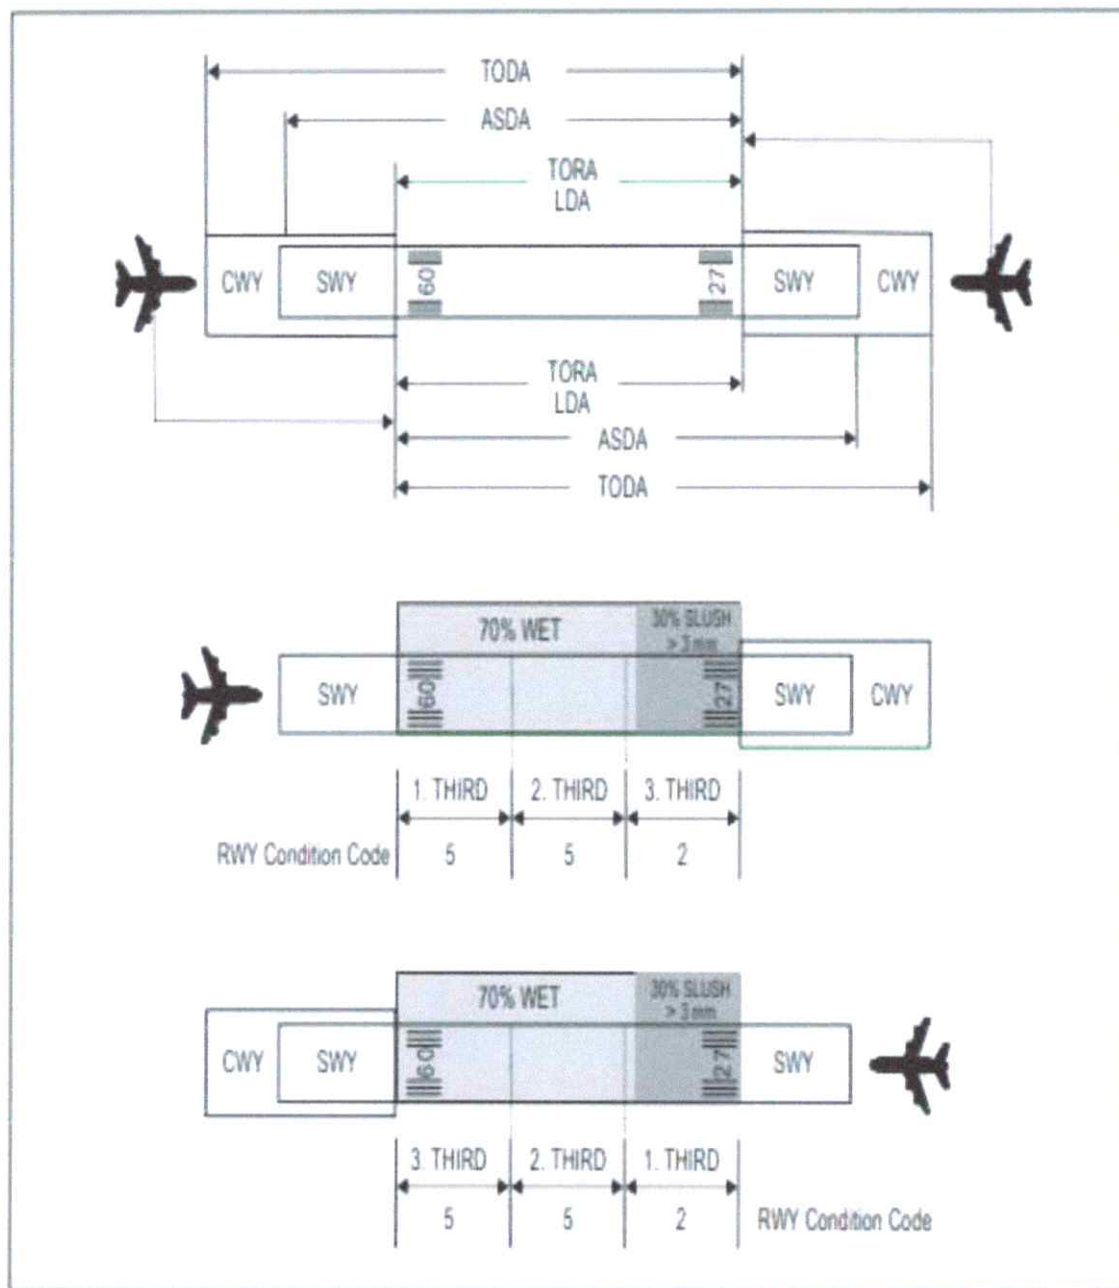 TODA
ASDA
TORA
LDA
CWY SWY 09 27 SWY CWY
TORA
LDA
ASDA
TODA
70% WET
30% SLUSH
> 3 mm
SWY 09 27 SWY CWY
1. THIRD 2. THIRD 3. THIRD
RWY Condition Code 5 5 2
70% WET
30% SLUSH
> 3 mm
CWY SWY 09 27 SWY
3. THIRD 2. THIRD 1. THIRD
5 5 2 RWY Condition Code